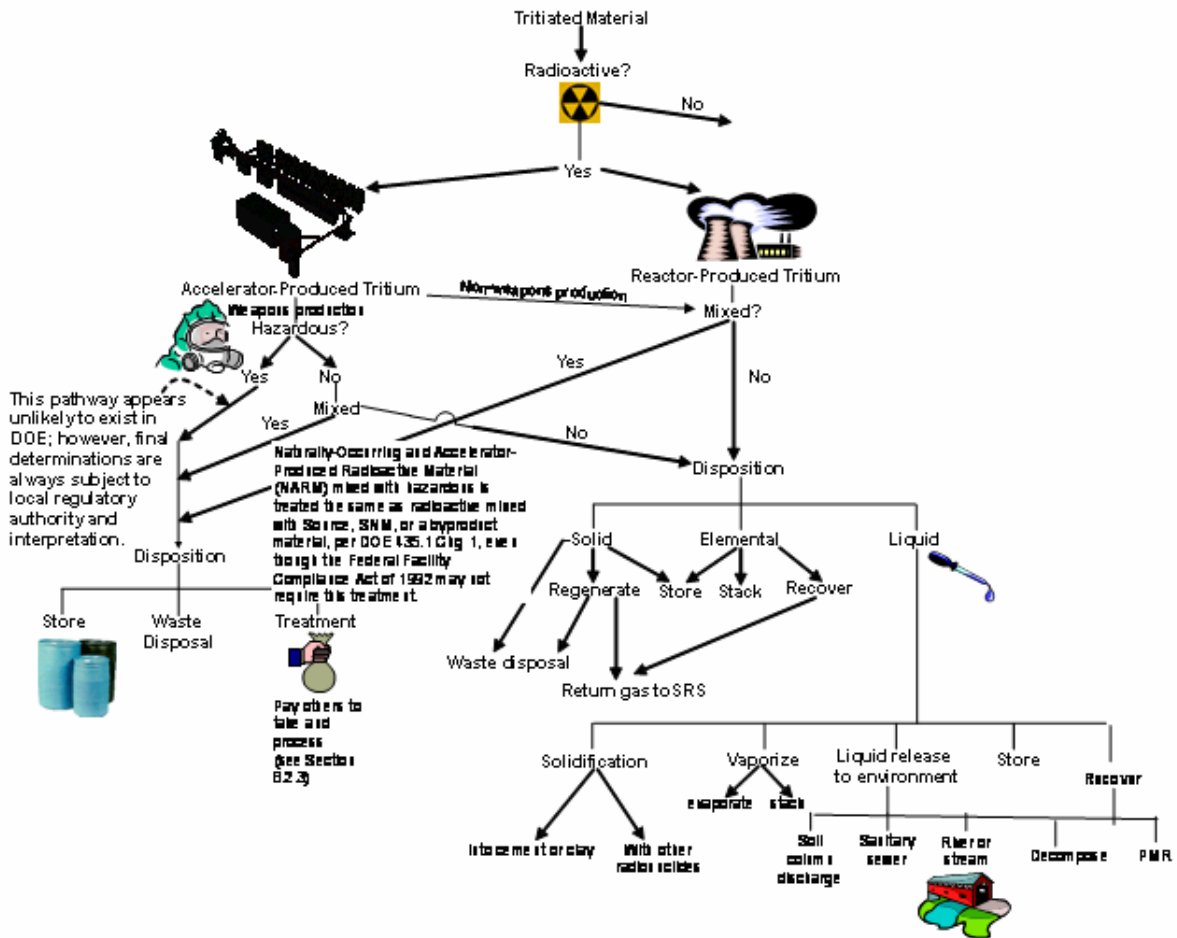 Tritiated Material
Radioactive?
No
Yes
Accelerator-Produced Tritium
Weapons production
Hazardous?
Non-weapons production
Reactor-Produced Tritium
Mixed?
Yes
No
Yes
No
Mixed
Yes
No
This pathway appears
unlikely to exist in
DOE; however, final
determinations are
always subject to
local regulatory
authority and
interpretation.
Naturally-Occurring and Accelerator-
Produced Radioactive Material
(NARM) mixed with hazardous is
treated the same as radioactive mixed
with Source, SNM, or a byproduct
material, per DOE 435.1 Chg 1, even
though the Federal Facility
Compliance Act of 1992 may not
require this treatment.
Disposition
Store
Waste
Disposal
Treatment
Pay others to
take and
process
(see Section
6.2.3)
Disposition
Solid
Elemental
Liquid
Regenerate
Store
Stack
Recover
Waste disposal
Return gas to SRS
Solidification
Vaporize
Liquid release
to environment
Store
Recover
evaporate
stack
Into cement or clay
With other
radionuclides
Soil
column
discharge
Sanitary
sewer
River or
stream
Decompose
PMR